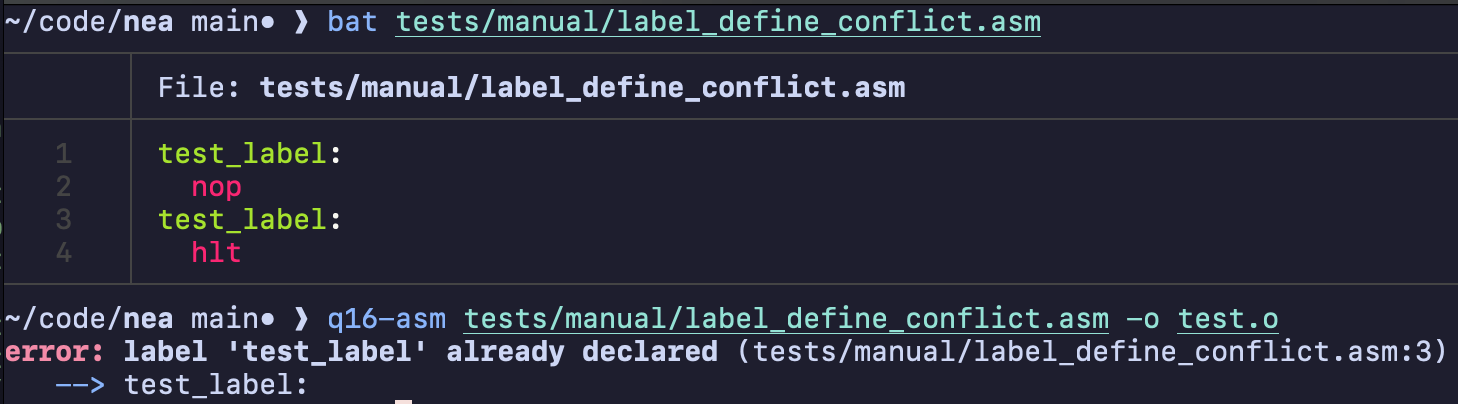 ~/code/nea main● ❯ bat tests/manual/label_define_conflict.asm
File: tests/manual/label_define_conflict.asm
1 test_label:
2 nop
3 test_label:
4 hlt
~/code/nea main● ❯ q16-asm tests/manual/label_define_conflict.asm -o test.o
error: label 'test_label' already declared (tests/manual/label_define_conflict.asm:3)
--> test_label: